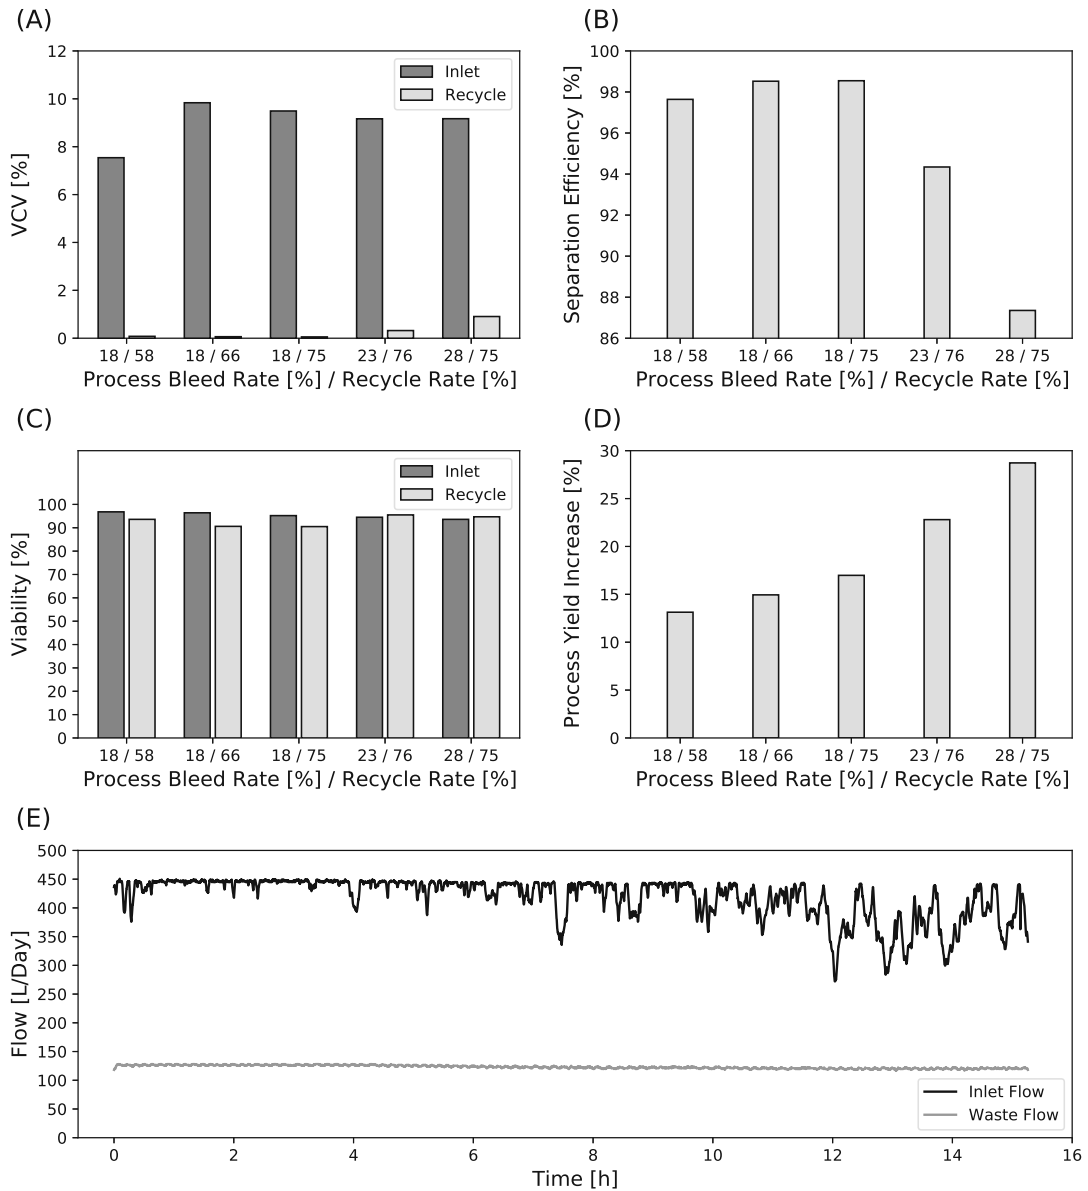 (A)
VCV [%]
12
10
8
6
4
2
0
Inlet
Recycle
18 / 58
18 / 66
18 / 75
23 / 76
28 / 75
Process Bleed Rate [%] / Recycle Rate [%]
(B)
Separation Efficiency [%]
100
98
96
94
92
90
88
86
18 / 58
18 / 66
18 / 75
23 / 76
28 / 75
Process Bleed Rate [%] / Recycle Rate [%]
(C)
Viability [%]
100
90
80
70
60
50
40
30
20
10
0
Inlet
Recycle
18 / 58
18 / 66
18 / 75
23 / 76
28 / 75
Process Bleed Rate [%] / Recycle Rate [%]
(D)
Process Yield Increase [%]
30
25
20
15
10
5
0
18 / 58
18 / 66
18 / 75
23 / 76
28 / 75
Process Bleed Rate [%] / Recycle Rate [%]
(E)
Flow [L/Day]
500
450
400
350
300
250
200
150
100
50
0
Inlet Flow
Waste Flow
0
2
4
6
8
10
12
14
16
Time [h]